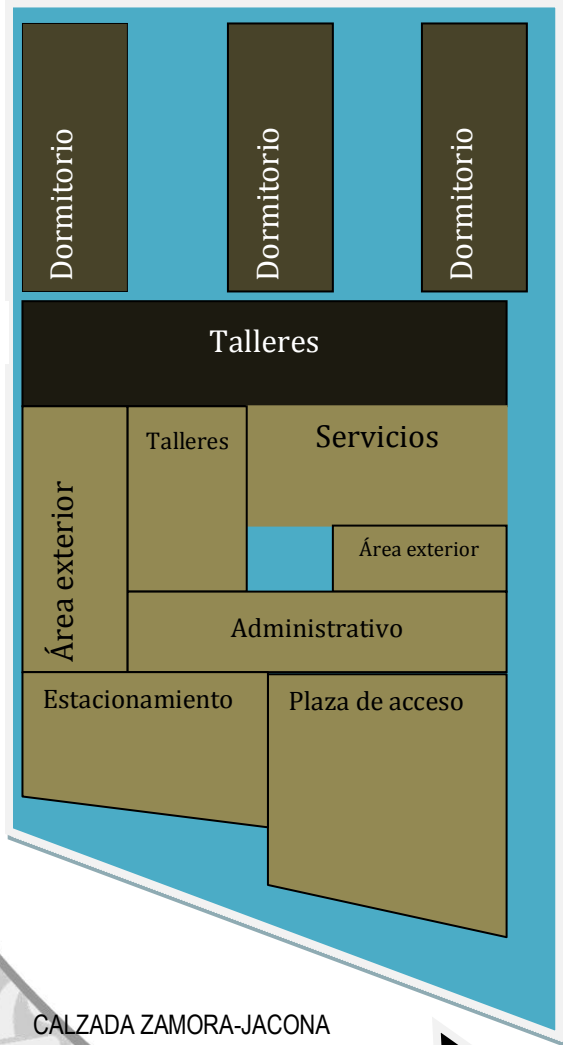 Dormitorio
Dormitorio
Dormitorio
Talleres
Talleres
Servicios
Área exterior
Área exterior
Administrativo
Estacionamiento
Plaza de acceso
CALZADA ZAMORA-JACONA